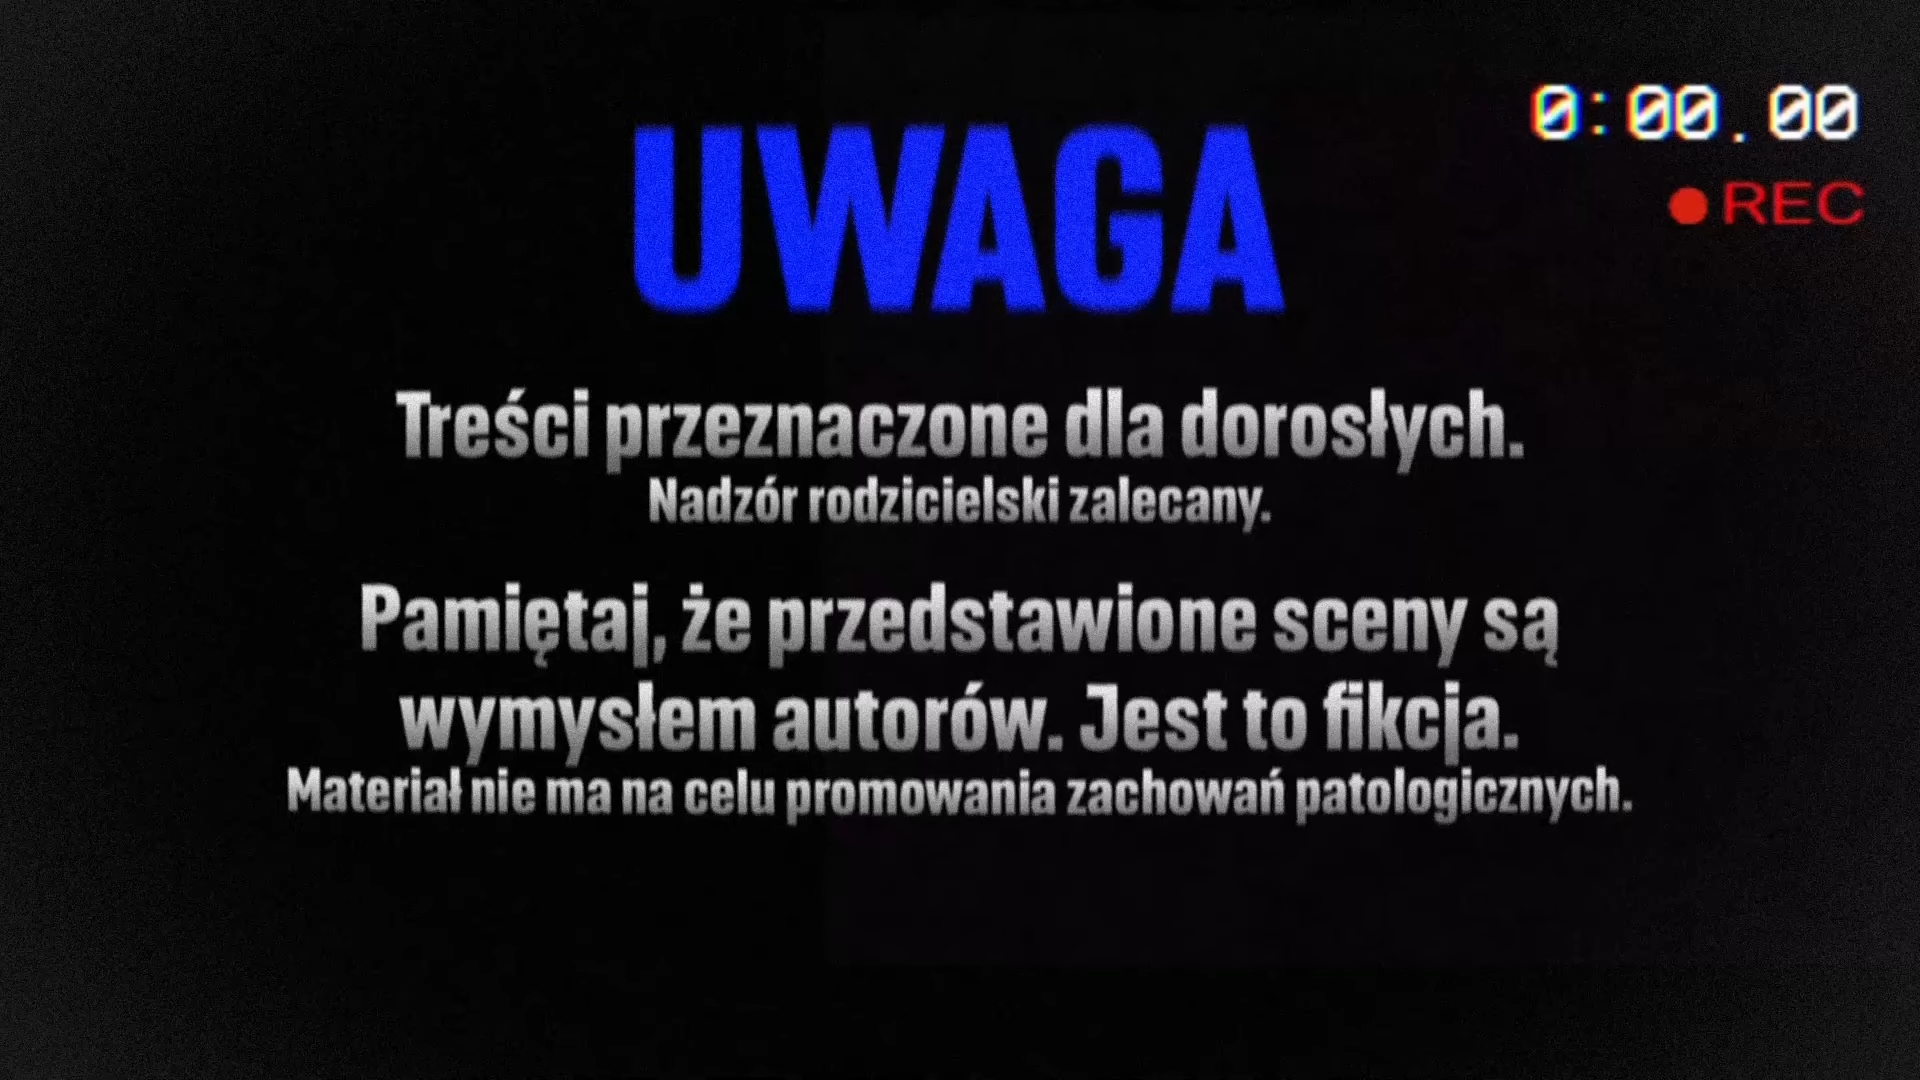 0:00.00
REC
UWAGA
Treści przeznaczone dla dorosłych.
Nadzór rodzicielski zalecany.
Pamiętaj, że przedstawione sceny są
wymysłem autorów. Jest to fikcja.
Materiał nie ma na celu promowania zachowań patologicznych.